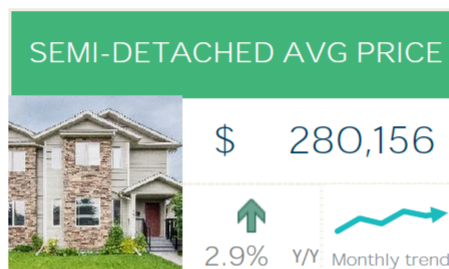 SEMI-DETACHED AVG PRICE
$ 280,156
2.9% Y/Y Monthly trend